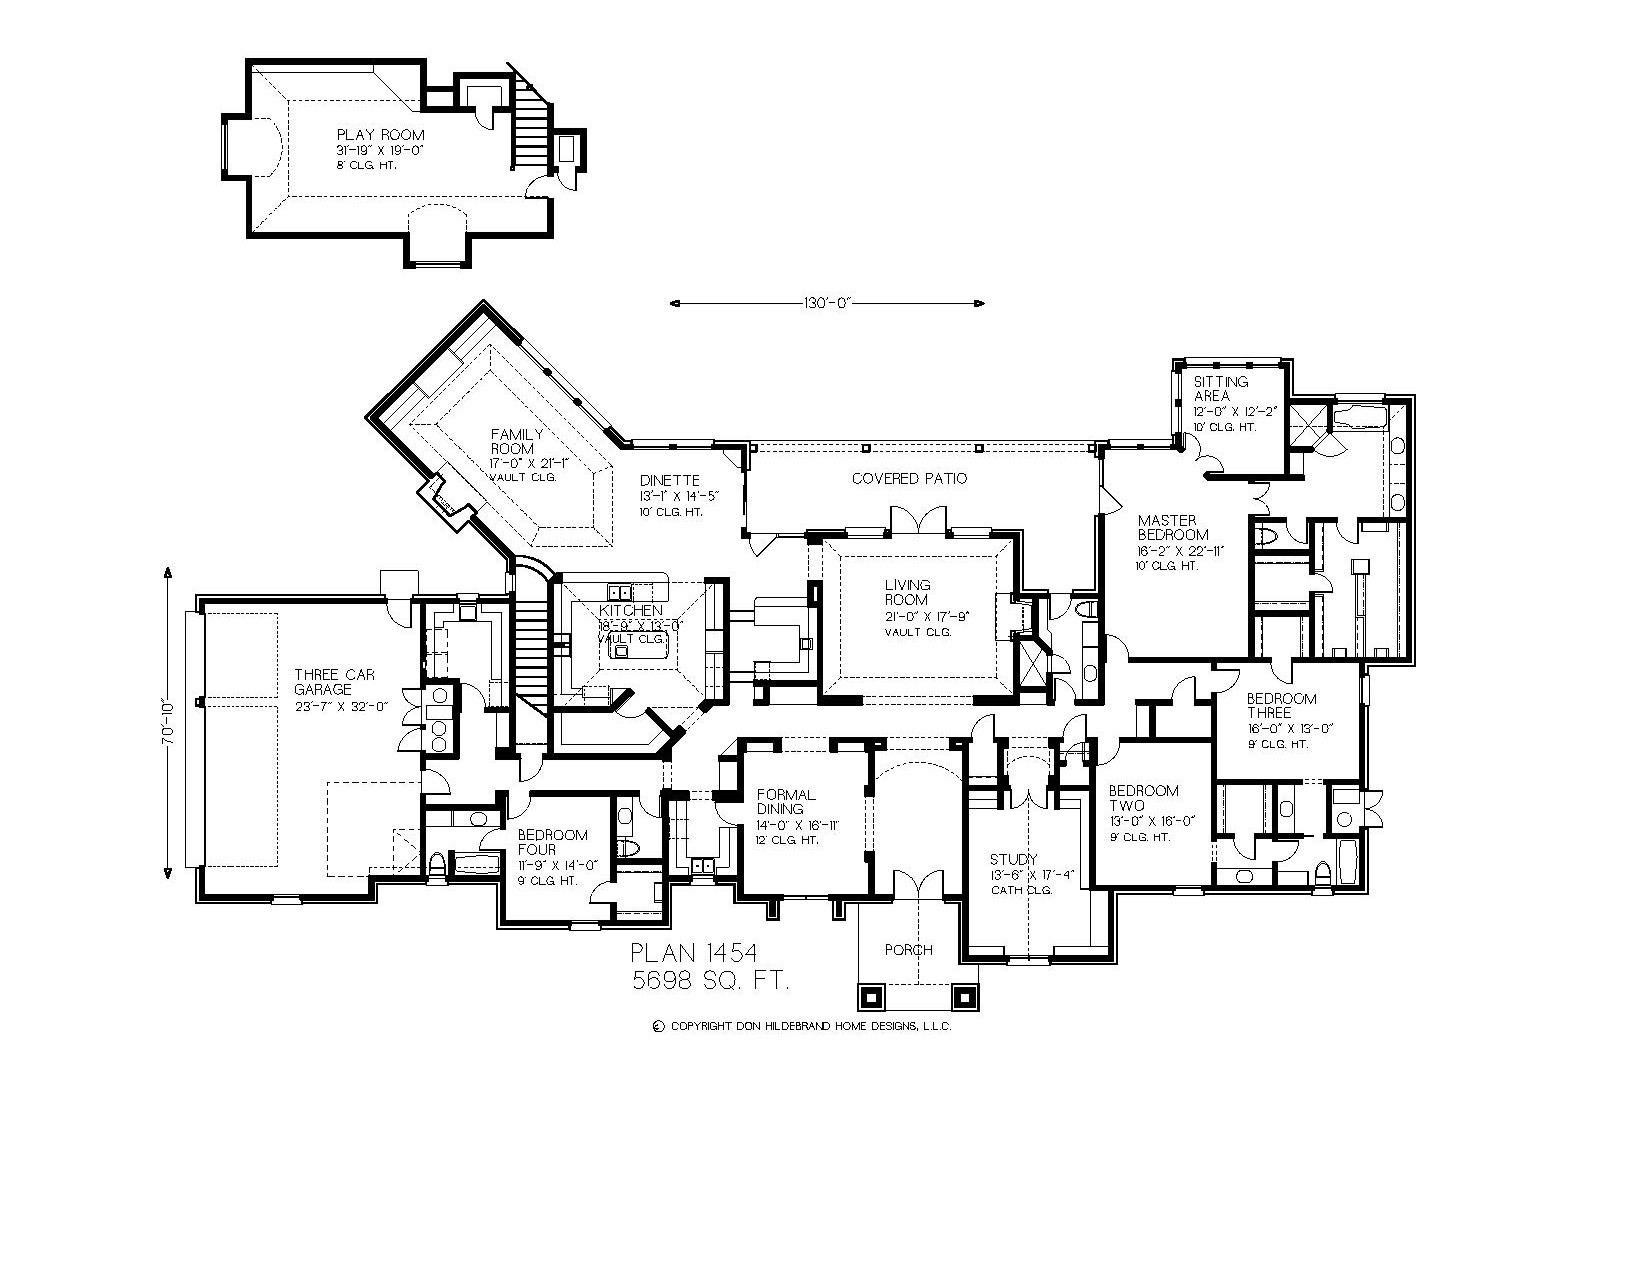 PLAY ROOM
31'-19" X 19'-0"
8' CLG. HT.
130'-0"
SITTING
AREA
12'-0" X 12'-2"
10' CLG. HT.
FAMILY
ROOM
17'-0" X 21'-1"
VAULT CLG.
DINETTE
13'-1" X 14'-5"
10' CLG. HT.
COVERED PATIO
MASTER
BEDROOM
16'-2" X 22'-11"
10' CLG. HT.
LIVING
ROOM
21'-0" X 17'-9"
VAULT CLG.
KITCHEN
18'-9" X 13'-0"
VAULT CLG.
THREE CAR
GARAGE
23'-7" X 32'-0"
70'-10"
BEDROOM
THREE
16'-0" X 13'-0"
9' CLG. HT.
FORMAL
DINING
14'-0" X 16'-11"
12' CLG. HT.
BEDROOM
TWO
13'-0" X 16'-0"
9' CLG. HT.
BEDROOM
FOUR
11'-9" X 14'-0"
9' CLG. HT.
STUDY
13'-6" X 17'-4"
CATH CLG.
PORCH
PLAN 1454
5698 SQ. FT.
© COPYRIGHT DON HILDEBRAND HOME DESIGNS, L.L.C.